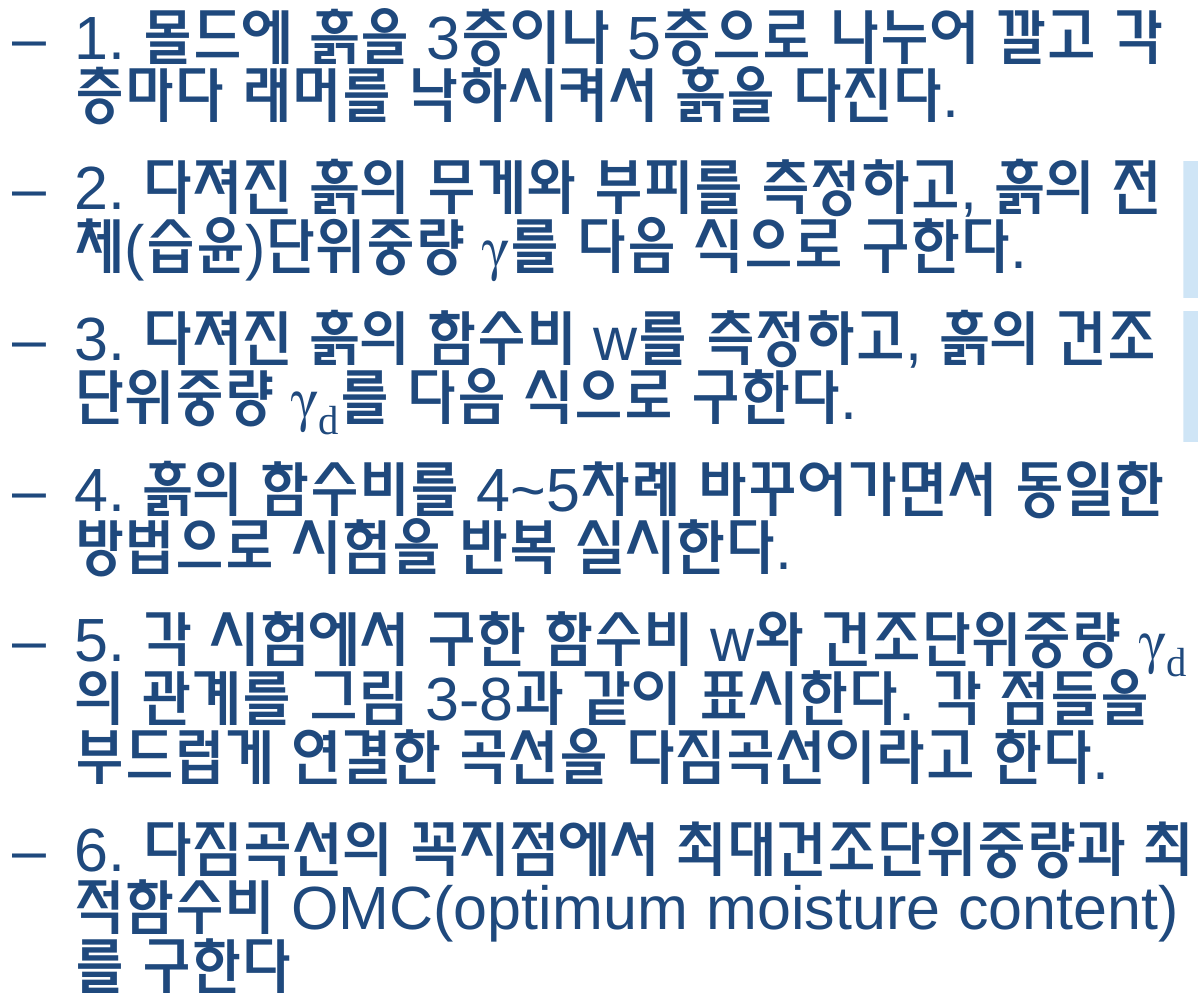 – 1. 몰드에 흙을 3층이나 5층으로 나누어 깔고 각
층마다 래머를 낙하시켜서 흙을 다진다.
– 2. 다져진 흙의 무게와 부피를 측정하고, 흙의 전
체(습윤)단위중량 γ를 다음 식으로 구한다.
– 3. 다져진 흙의 함수비 w를 측정하고, 흙의 건조
단위중량 γd를 다음 식으로 구한다.
– 4. 흙의 함수비를 4~5차례 바꾸어가면서 동일한
방법으로 시험을 반복 실시한다.
– 5. 각 시험에서 구한 함수비 w와 건조단위중량 γd
의 관계를 그림 3-8과 같이 표시한다. 각 점들을
부드럽게 연결한 곡선을 다짐곡선이라고 한다.
– 6. 다짐곡선의 꼭지점에서 최대건조단위중량과 최
적함수비 OMC(optimum moisture content)
를 구한다